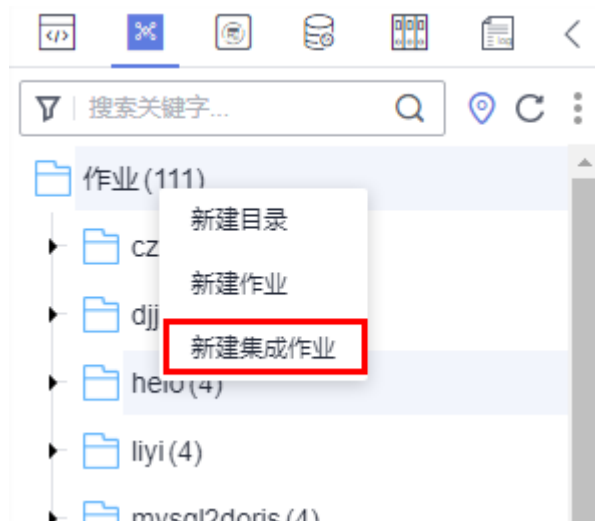 搜索关键字...
作业(111)
新建目录
cz
新建作业
djj
新建集成作业
helo(4)
liyi(4)
mysql2doris(4)